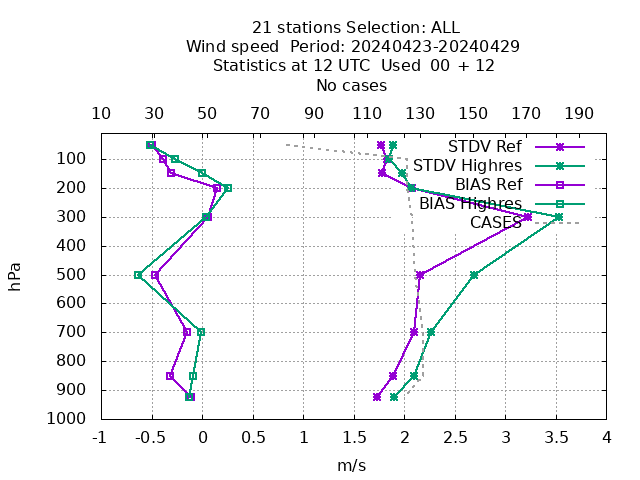 21 stations Selection: ALL
Wind speed  Period: 20240423-20240429
Statistics at 12 UTC  Used  00 + 12
No cases
10 30 50 70 90 110 130 150 170 190
STDV Ref
STDV Highres
BIAS Ref
BIAS Highres
CASES
hPa
100
200
300
400
500
600
700
800
900
1000
-1 -0.5 0 0.5 1 1.5 2 2.5 3 3.5 4
m/s